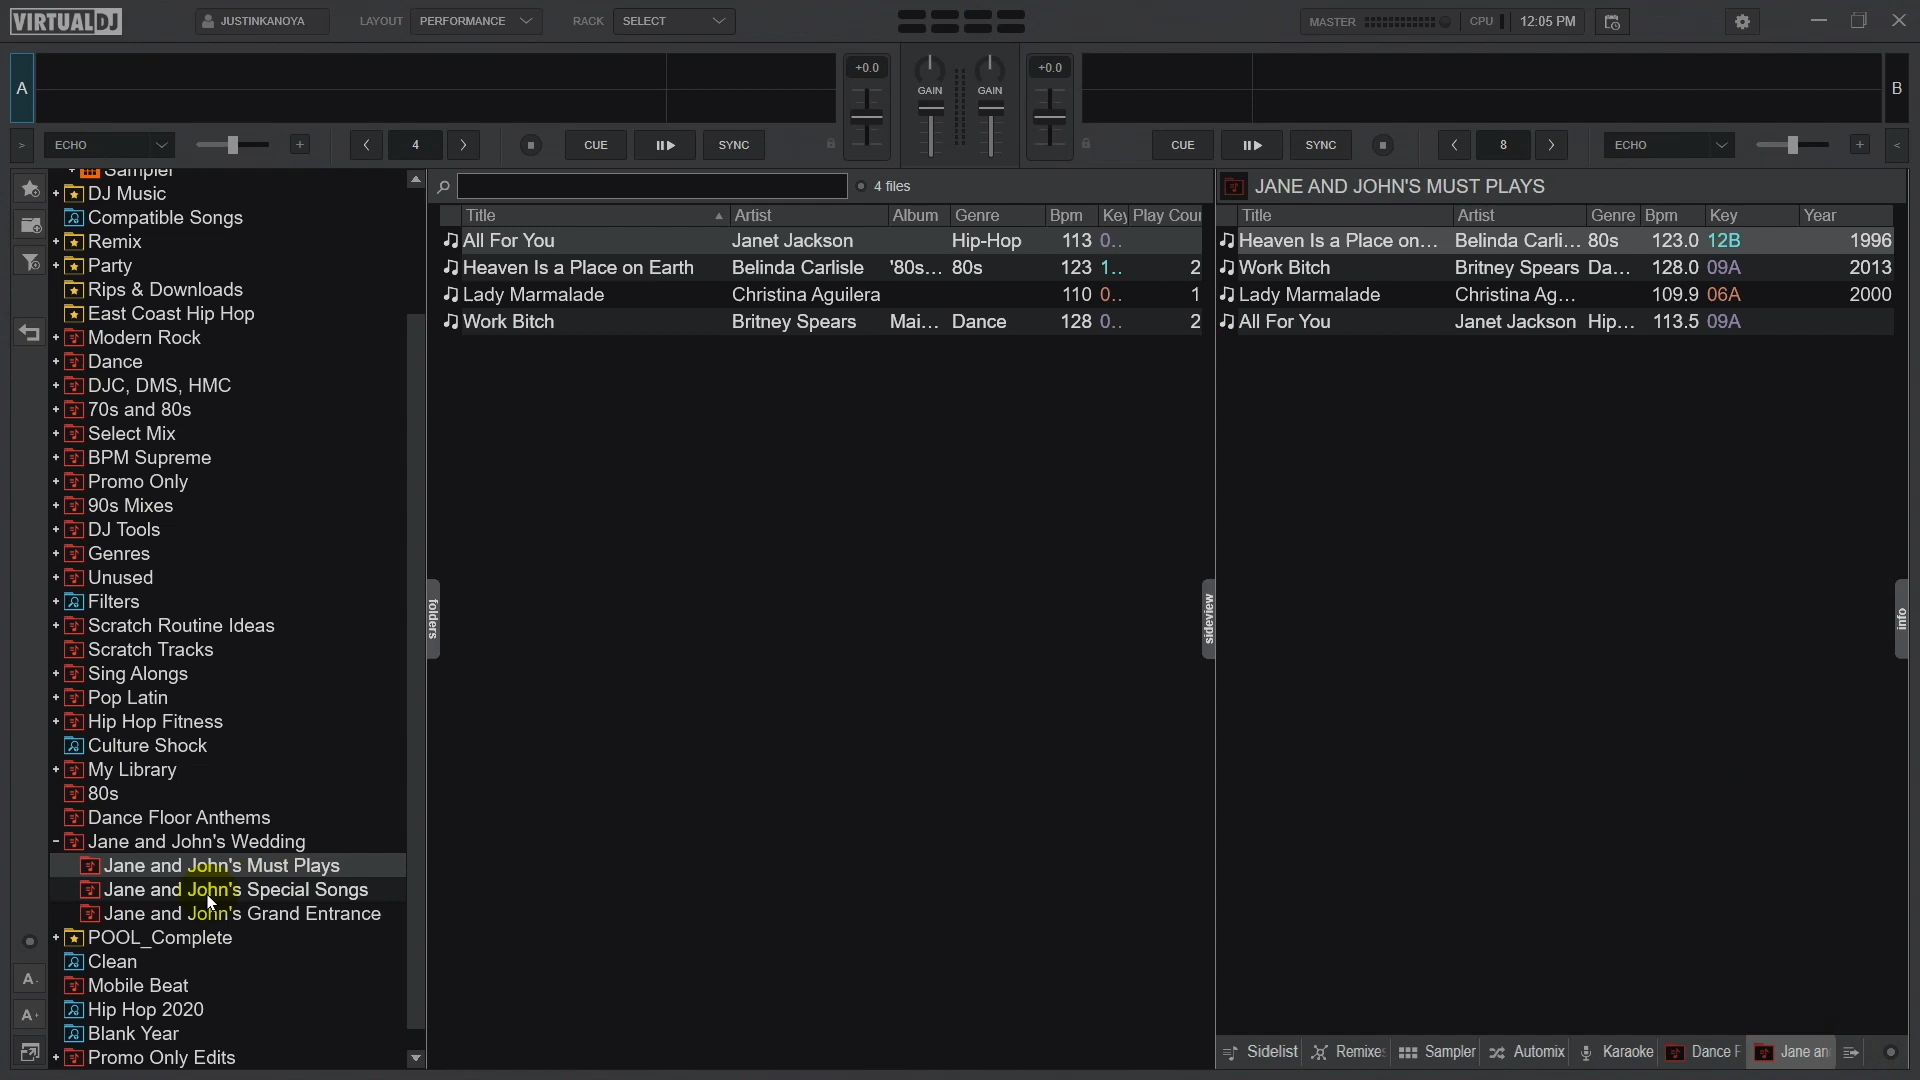 VIRTUALDJ JUSTINKANOYA LAYOUT PERFORMANCE RACK SELECT MASTER CPU 12:05 PM
A +0.0 GAIN GAIN +0.0 B
> ECHO + < 4 > CUE SYNC CUE SYNC < 8 > ECHO + <
Sampler
DJ Music
Compatible Songs
Remix
Party
Rips & Downloads
East Coast Hip Hop
Modern Rock
Dance
DJC, DMS, HMC
70s and 80s
Select Mix
BPM Supreme
Promo Only
90s Mixes
DJ Tools
Genres
Unused
Filters
Scratch Routine Ideas
Scratch Tracks
Sing Alongs
Pop Latin
Hip Hop Fitness
Culture Shock
My Library
80s
Dance Floor Anthems
Jane and John's Wedding
Jane and John's Must Plays
Jane and John's Special Songs
Jane and John's Grand Entrance
POOL_Complete
Clean
Mobile Beat
Hip Hop 2020
Blank Year
Promo Only Edits
A-
A+
folders
4 files
Title Artist Album Genre Bpm Key Play Cour
All For You Janet Jackson Hip-Hop 113 0..
Heaven Is a Place on Earth Belinda Carlisle '80s... 80s 123 1.. 2
Lady Marmalade Christina Aguilera 110 0.. 1
Work Bitch Britney Spears Mai... Dance 128 0.. 2
sideview
JANE AND JOHN'S MUST PLAYS
Title Artist Genre Bpm Key Year
Heaven Is a Place on... Belinda Carli... 80s 123.0 12B 1996
Work Bitch Britney Spears Da... 128.0 09A 2013
Lady Marmalade Christina Ag... 109.9 06A 2000
All For You Janet Jackson Hip... 113.5 09A
info
Sidelist Remixes Sampler Automix Karaoke Dance F Jane an